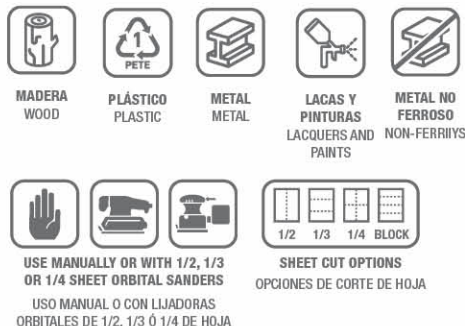 1
PETE
MADERA
WOOD
PLÁSTICO
PLASTIC
METAL
METAL
LACAS Y
PINTURAS
LACQUERS AND
PAINTS
METAL NO
FERROSO
NON-FERRIIYS
1/2 1/3 1/4 BLOCK
USE MANUALLY OR WITH 1/2, 1/3
OR 1/4 SHEET ORBITAL SANDERS
USO MANUAL O CON LIJADORAS
ORBITALES DE 1/2, 1/3 Ó 1/4 DE HOJA
SHEET CUT OPTIONS
OPCIONES DE CORTE DE HOJA